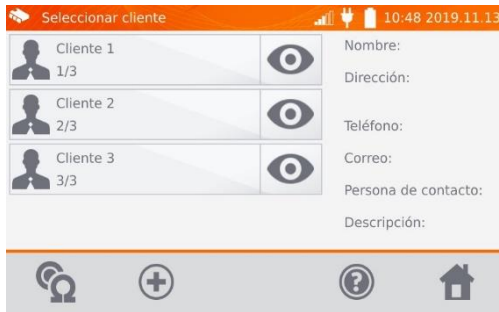 Seleccionar cliente
10:48 2019.11.13
Cliente 1
1/3
Cliente 2
2/3
Cliente 3
3/3
Nombre:
Dirección:
Teléfono:
Correo:
Persona de contacto:
Descripción: